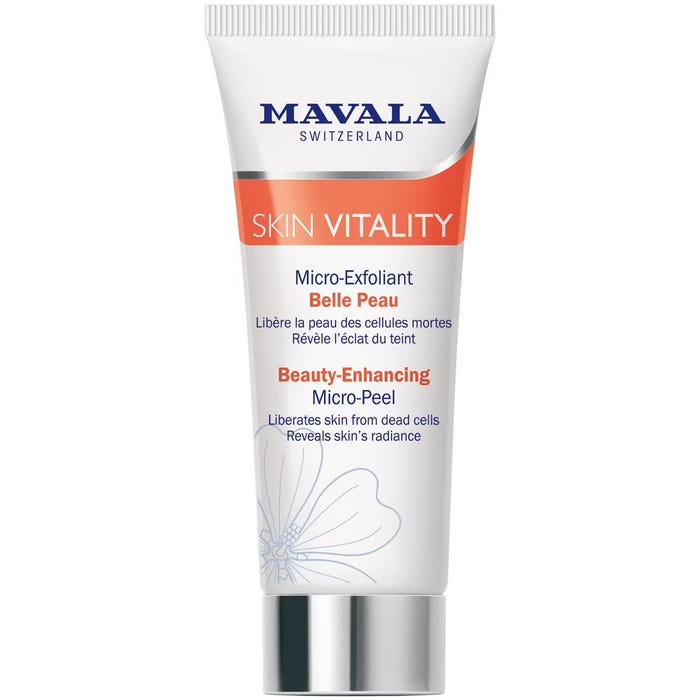 MAVALA
SWITZERLAND
SKIN VITALITY
Micro-Exfoliant
Belle Peau
Libère la peau des cellules mortes
Révèle l'éclat du teint
Beauty-Enhancing
Micro-Peel
Liberates skin from dead cells
Reveals skin's radiance